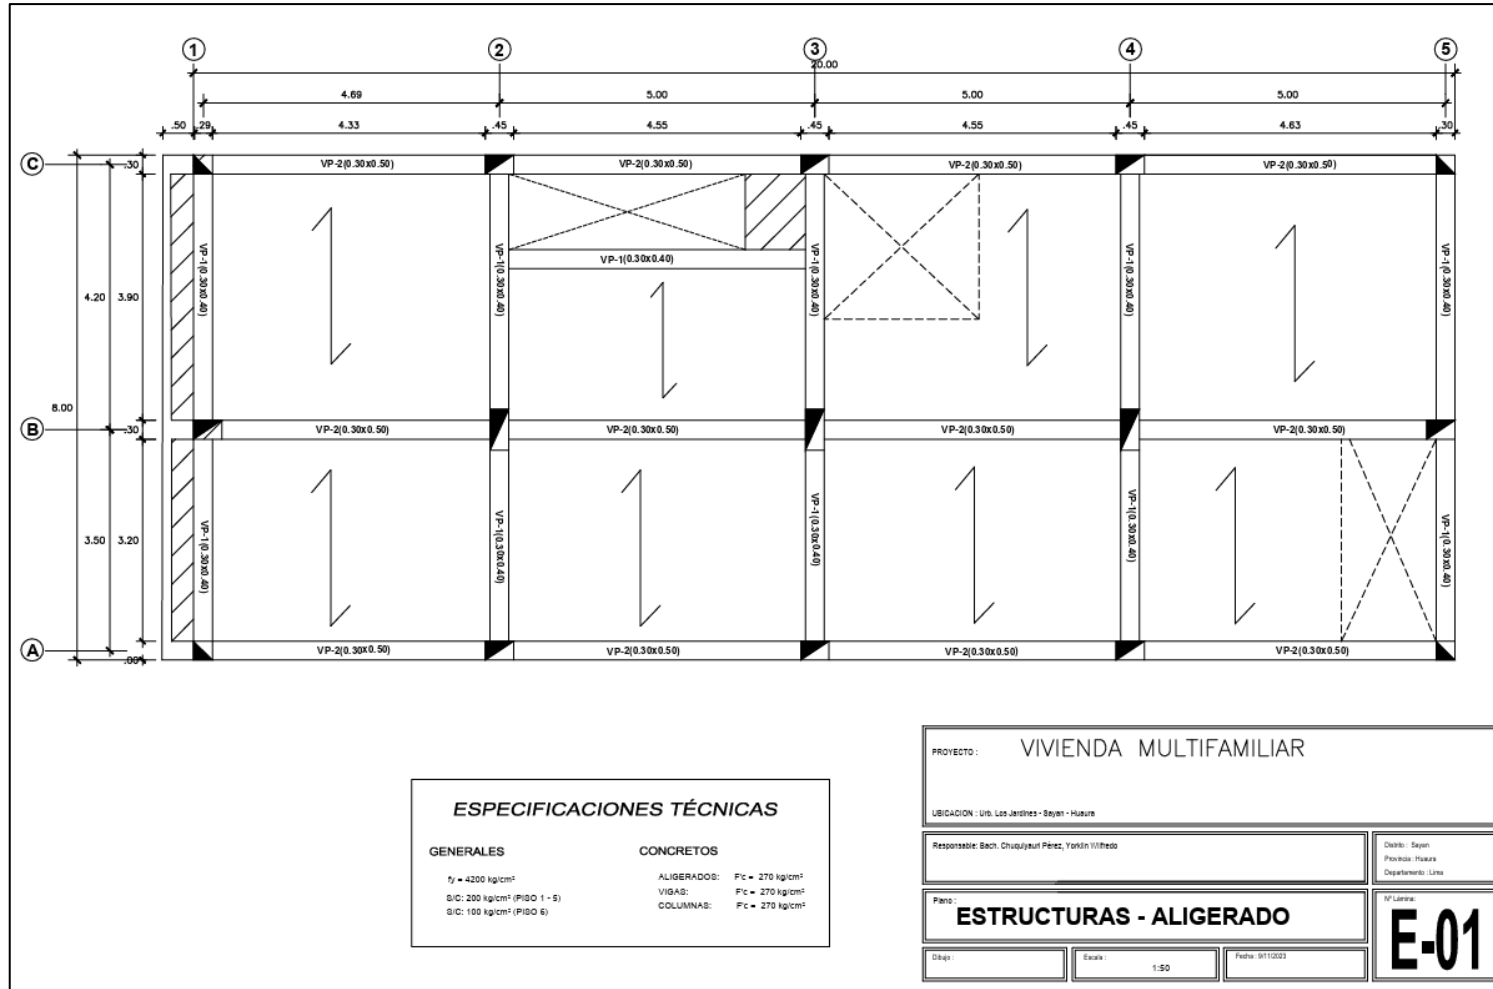 1 2 3 4 5
20.00
4.69 5.00 5.00 5.00
.50 .29 4.33 .45 4.55 .45 4.55 .45 4.63 .30
C .30 VP-2(0.30x0.50) VP-2(0.30x0.50) VP-2(0.30x0.50) VP-2(0.30x0.50)
VP-1(0.30x0.40) VP-1(0.30x0.40) VP-1(0.30x0.40) VP-1(0.30x0.40) VP-1(0.30x0.40)
VP-1(0.30x0.40)
4.20 3.90
8.00
B .30 VP-2(0.30x0.50) VP-2(0.30x0.50) VP-2(0.30x0.50) VP-2(0.30x0.50)
VP-1(0.30x0.40) VP-1(0.30x0.40) VP-1(0.30x0.40) VP-1(0.30x0.40) VP-1(0.30x0.40)
3.50 3.20
A .00 VP-2(0.30x0.50) VP-2(0.30x0.50) VP-2(0.30x0.50) VP-2(0.30x0.50)
ESPECIFICACIONES TÉCNICAS
GENERALES
fy = 4200 kg/cm²
S/C: 200 kg/cm² (PISO 1 - 5)
S/C: 100 kg/cm² (PISO 6)
CONCRETOS
ALIGERADOS: F'c = 270 kg/cm²
VIGAS: F'c = 270 kg/cm²
COLUMNAS: F'c = 270 kg/cm²
PROYECTO : VIVIENDA MULTIFAMILIAR
UBICACION : Urb. Los Jardines - Sayan - Huaura
Responsable: Bach. Chuquiyauri Pérez, Yorklin Wilfredo
Distrito : Sayan
Provincia : Huaura
Departamento : Lima
Plano :
ESTRUCTURAS - ALIGERADO
Nº Lámina:
E-01
Dibujo :
Escala :
1:50
Fecha : 9/11/2023